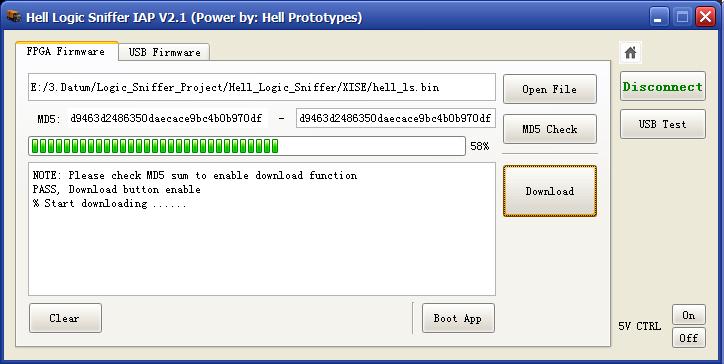 Hell Logic Sniffer IAP V2.1 (Power by: Hell Prototypes)
FPGA Firmware USB Firmware
E:/3.Datum/Logic_Sniffer_Project/Hell_Logic_Sniffer/XISE/hell_ls.bin
Open File
Disconnect
MD5: d9463d2486350daecace9bc4b0b970df - d9463d2486350daecace9bc4b0b970df
MD5 Check
USB Test
58%
NOTE: Please check MD5 sum to enable download function
PASS, Download button enable
% Start downloading ......
Download
Clear
Boot App
5V CTRL
On
Off